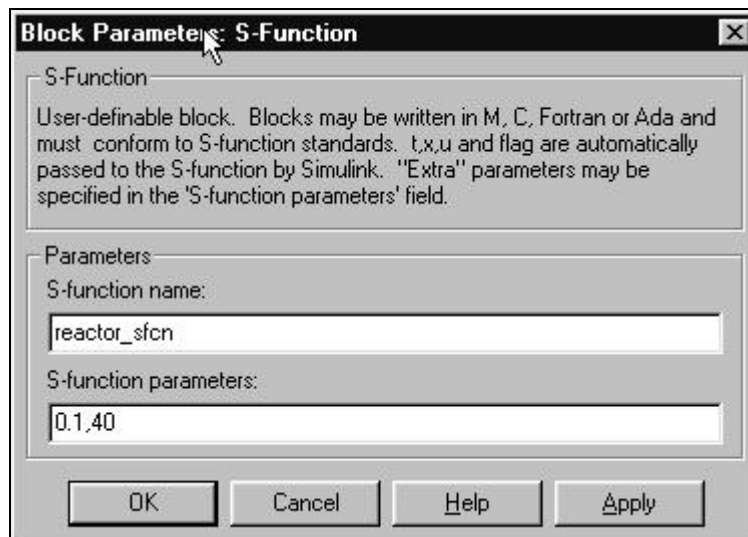 Block Parameters: S-Function
S-Function
User-definable block. Blocks may be written in M, C, Fortran or Ada and
must conform to S-function standards. t,x,u and flag are automatically
passed to the S-function by Simulink. "Extra" parameters may be
specified in the 'S-function parameters' field.
Parameters
S-function name:
reactor_sfcn
S-function parameters:
0.1,40
OK Cancel Help Apply